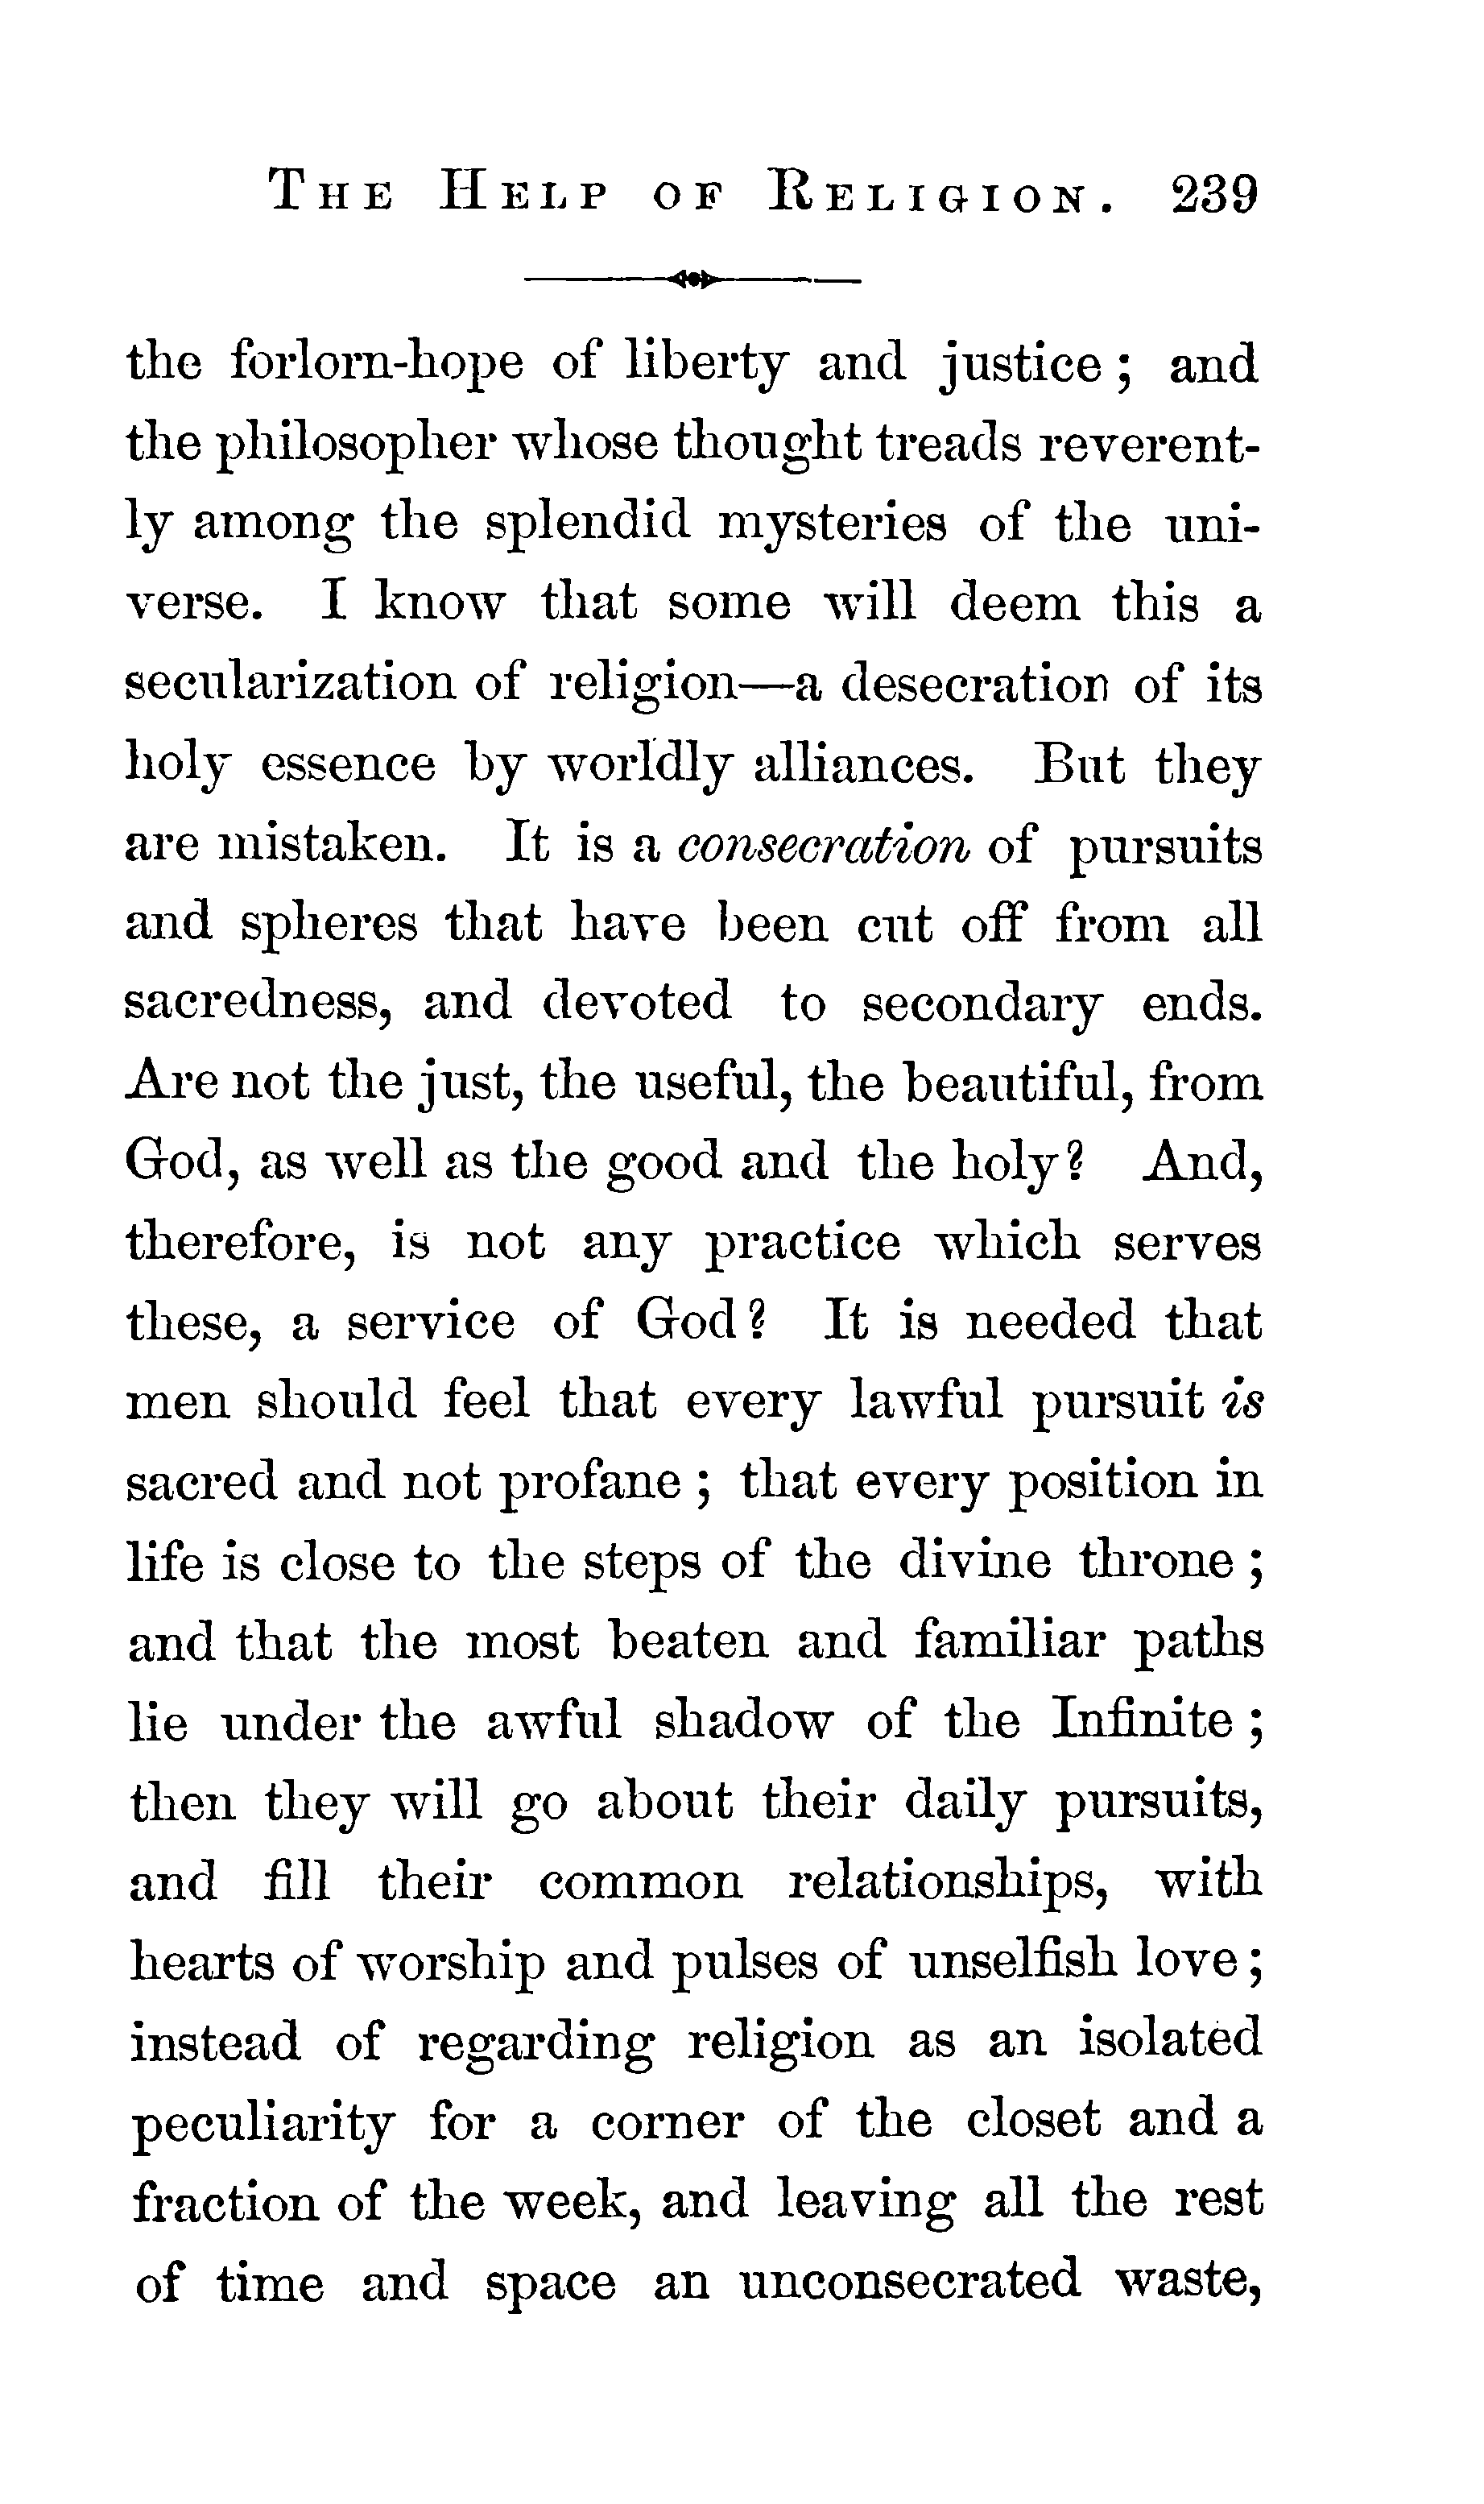 THE HELP OF RELIGION. 239
the forlorn-hope of liberty and justice; and
the philosopher whose thought treads reverent-
ly among the splendid mysteries of the uni-
verse. I know that some will deem this a
secularization of religion—a desecration of its
holy essence by worldly alliances. But they
are mistaken. It is a consecration of pursuits
and spheres that have been cut off from all
sacredness, and devoted to secondary ends.
Are not the just, the useful, the beautiful, from
God, as well as the good and the holy? And,
therefore, is not any practice which serves
these, a service of God? It is needed that
men should feel that every lawful pursuit is
sacred and not profane; that every position in
life is close to the steps of the divine throne;
and that the most beaten and familiar paths
lie under the awful shadow of the Infinite;
then they will go about their daily pursuits,
and fill their common relationships, with
hearts of worship and pulses of unselfish love;
instead of regarding religion as an isolated
peculiarity for a corner of the closet and a
fraction of the week, and leaving all the rest
of time and space an unconsecrated waste,